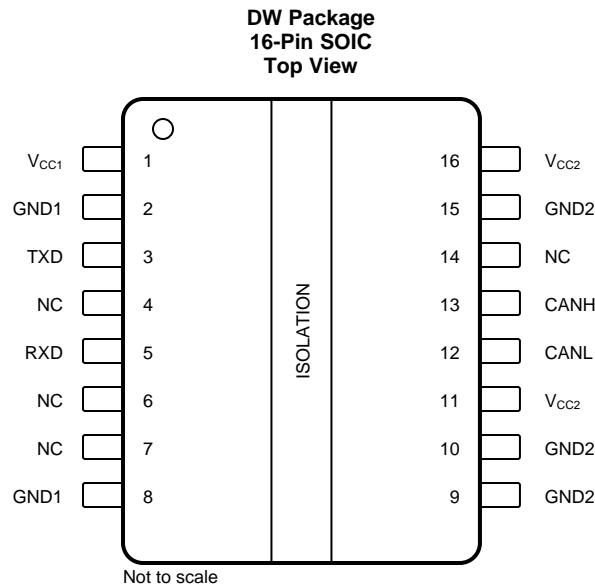 DW Package
16-Pin SOIC
Top View
VCC1 1 16 VCC2
GND1 2 15 GND2
TXD 3 14 NC
NC 4 13 CANH
RXD 5 12 CANL
NC 6 11 VCC2
NC 7 10 GND2
GND1 8 9 GND2
ISOLATION
Not to scale